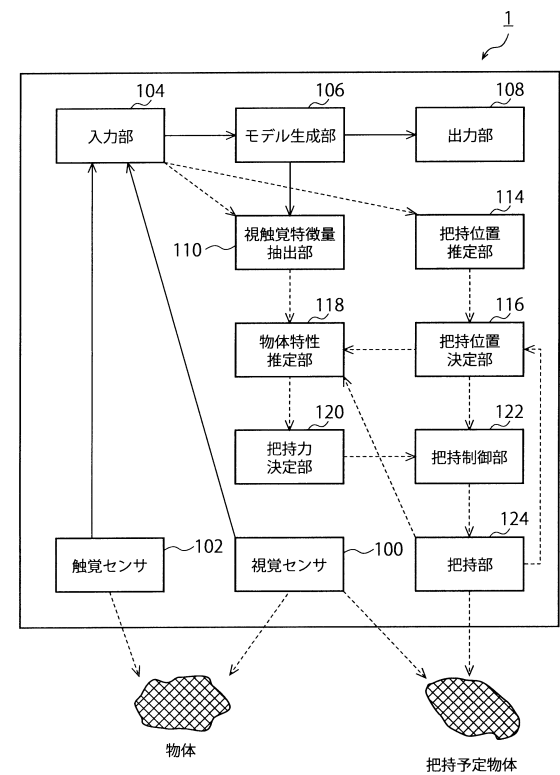 1
104
106
108
入力部
モデル生成部
出力部
114
110
視触覚特徴量
抽出部
把持位置
推定部
118
116
物体特性
推定部
把持位置
決定部
120
122
把持力
決定部
把持制御部
124
102
100
触覚センサ
視覚センサ
把持部
物体
把持予定物体